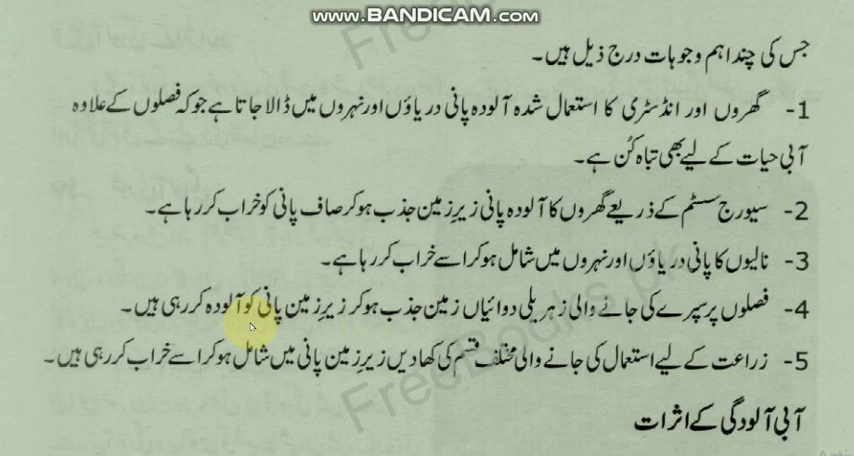 WWW.BANDICAM.COM
جس کی چند اہم وجوہات درج ذیل ہیں۔
1- گھروں اور انڈسٹری کا استعمال شدہ آلودہ پانی دریاؤں اور نہروں میں ڈالا جاتا ہے جو کہ فصلوں کے علاوہ
آبی حیات کے لیے بھی تباہ کُن ہے۔
2- سیورج سسٹم کے ذریعے گھروں کا آلودہ پانی زیرِ زمین جذب ہو کر صاف پانی کو خراب کر رہا ہے۔
3- نالیوں کا پانی دریاؤں اور نہروں میں شامل ہو کر اسے خراب کر رہا ہے۔
4- فصلوں پر سپرے کی جانے والی زہریلی دوائیاں زمین جذب ہو کر زیرِ زمین پانی کو آلودہ کر رہی ہیں۔
5- زراعت کے لیے استعمال کی جانے والی مختلف قسم کی کھادیں زیرِ زمین پانی میں شامل ہو کر اسے خراب کر رہی ہیں۔
آبی آلودگی کے اثرات